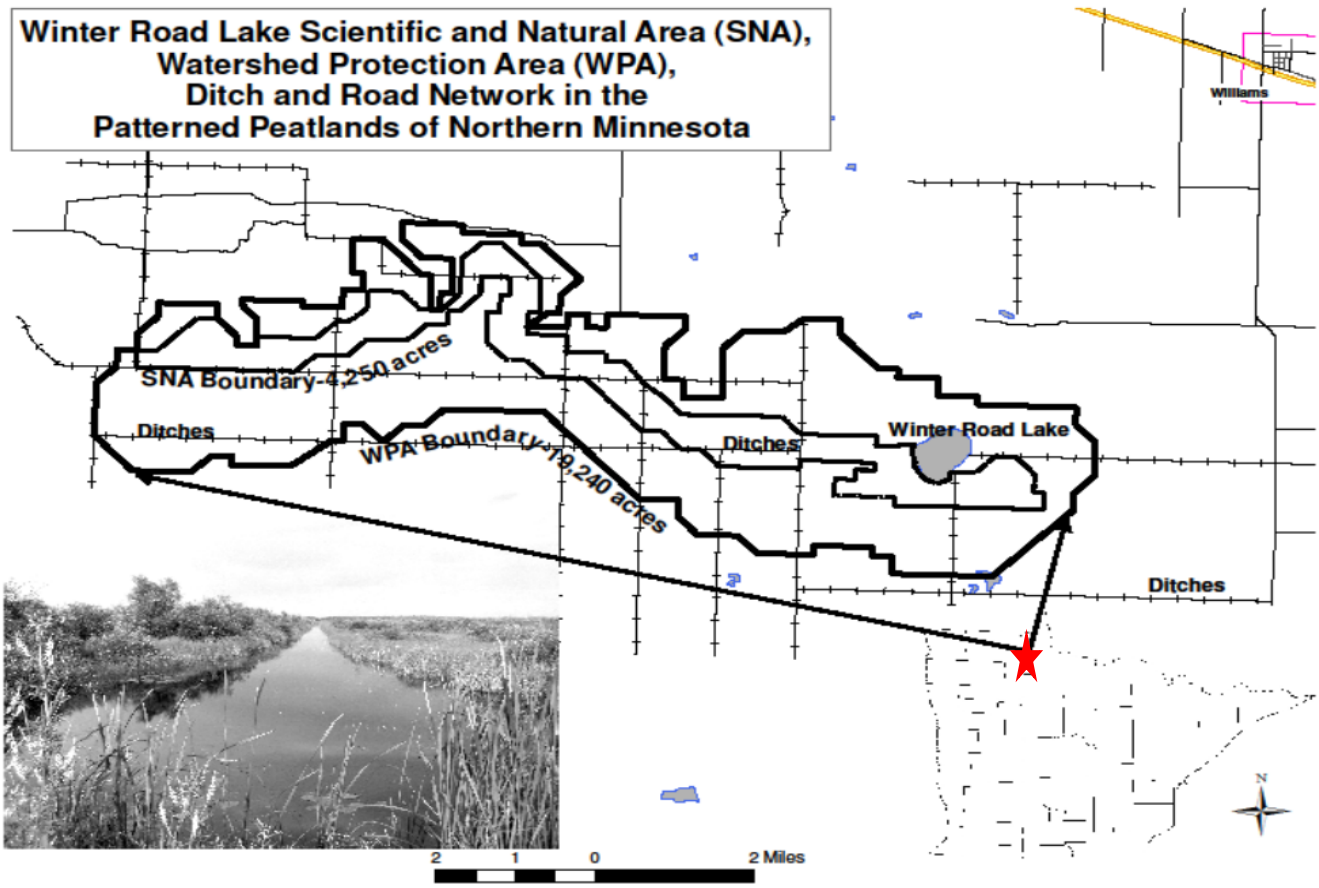 Winter Road Lake Scientific and Natural Area (SNA),
Watershed Protection Area (WPA),
Ditch and Road Network in the
Patterned Peatlands of Northern Minnesota
Williams
SNA Boundary-4,250 acres
Ditches
WPA Boundary-19,240 acres
Ditches
Winter Road Lake
Ditches
N
2 1 0 2 Miles